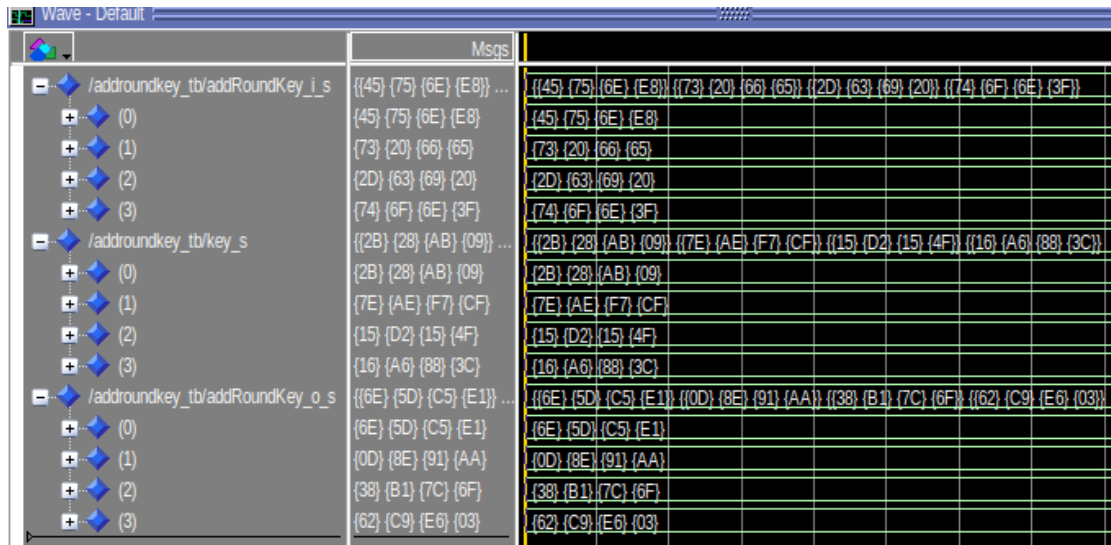 Wave - Default
Msgs
/addroundkey_tb/addRoundKey_i_s {{45} {75} {6E} {E8}} ... {{45} {75} {6E} {E8}} {{73} {20} {66} {65}} {{2D} {63} {69} {20}} {{74} {6F} {6E} {3F}}
(0) {45} {75} {6E} {E8} {45} {75} {6E} {E8}
(1) {73} {20} {66} {65} {73} {20} {66} {65}
(2) {2D} {63} {69} {20} {2D} {63} {69} {20}
(3) {74} {6F} {6E} {3F} {74} {6F} {6E} {3F}
/addroundkey_tb/key_s {{2B} {28} {AB} {09}} ... {{2B} {28} {AB} {09}} {{7E} {AE} {F7} {CF}} {{15} {D2} {15} {4F}} {{16} {A6} {88} {3C}}
(0) {2B} {28} {AB} {09} {2B} {28} {AB} {09}
(1) {7E} {AE} {F7} {CF} {7E} {AE} {F7} {CF}
(2) {15} {D2} {15} {4F} {15} {D2} {15} {4F}
(3) {16} {A6} {88} {3C} {16} {A6} {88} {3C}
/addroundkey_tb/addRoundKey_o_s {{6E} {5D} {C5} {E1}} ... {{6E} {5D} {C5} {E1}} {{0D} {8E} {91} {AA}} {{38} {B1} {7C} {6F}} {{62} {C9} {E6} {03}}
(0) {6E} {5D} {C5} {E1} {6E} {5D} {C5} {E1}
(1) {0D} {8E} {91} {AA} {0D} {8E} {91} {AA}
(2) {38} {B1} {7C} {6F} {38} {B1} {7C} {6F}
(3) {62} {C9} {E6} {03} {62} {C9} {E6} {03}